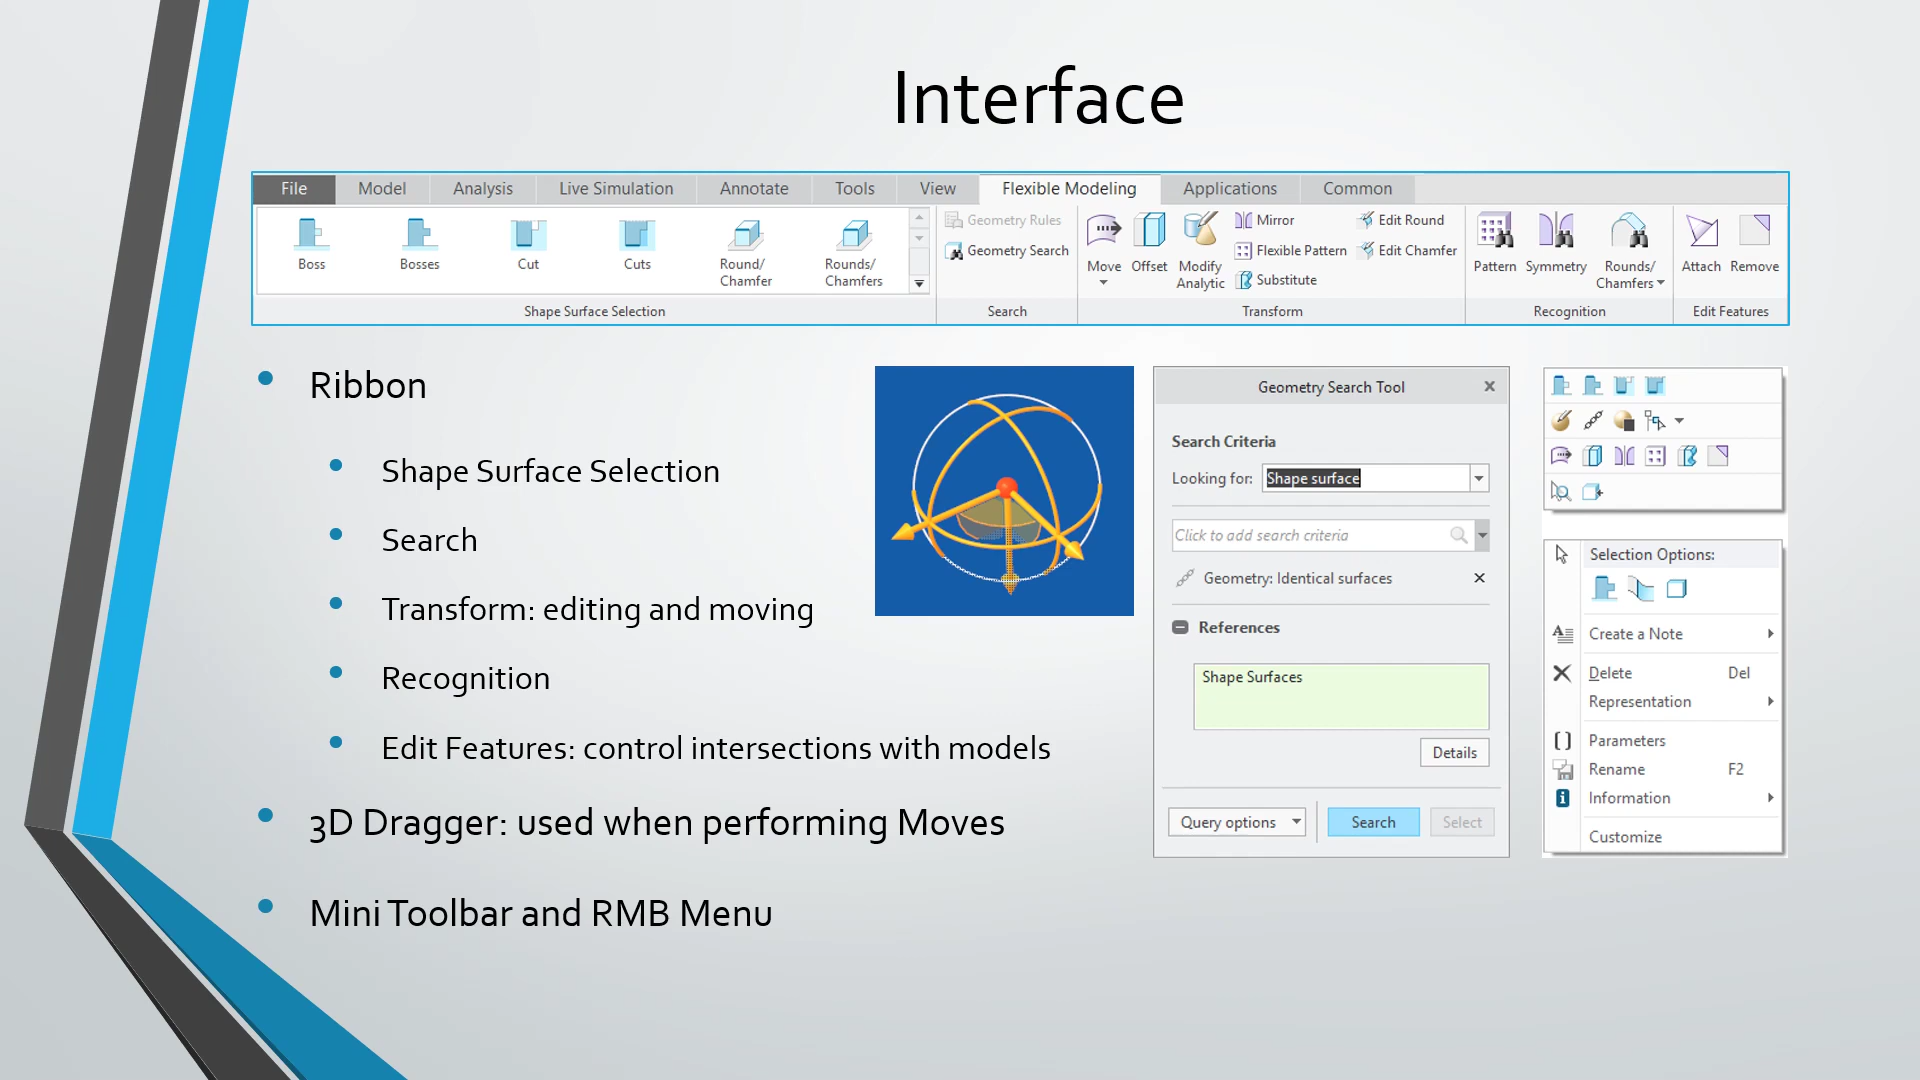 Interface
File Model Analysis Live Simulation Annotate Tools View Flexible Modeling Applications Common
Boss Bosses Cut Cuts Round/ Chamfer Rounds/ Chamfers
Shape Surface Selection
Geometry Rules
Geometry Search
Search
Move Offset Modify Analytic
Mirror Edit Round
Flexible Pattern Edit Chamfer
Substitute
Transform
Pattern Symmetry Rounds/ Chamfers
Recognition
Attach Remove
Edit Features
Ribbon
Shape Surface Selection
Search
Transform: editing and moving
Recognition
Edit Features: control intersections with models
3D Dragger: used when performing Moves
Mini Toolbar and RMB Menu
Geometry Search Tool
Search Criteria
Looking for: Shape surface
Click to add search criteria
Geometry: Identical surfaces
References
Shape Surfaces
Details
Query options Search Select
Selection Options:
Create a Note
Delete Del
Representation
Parameters
Rename F2
Information
Customize